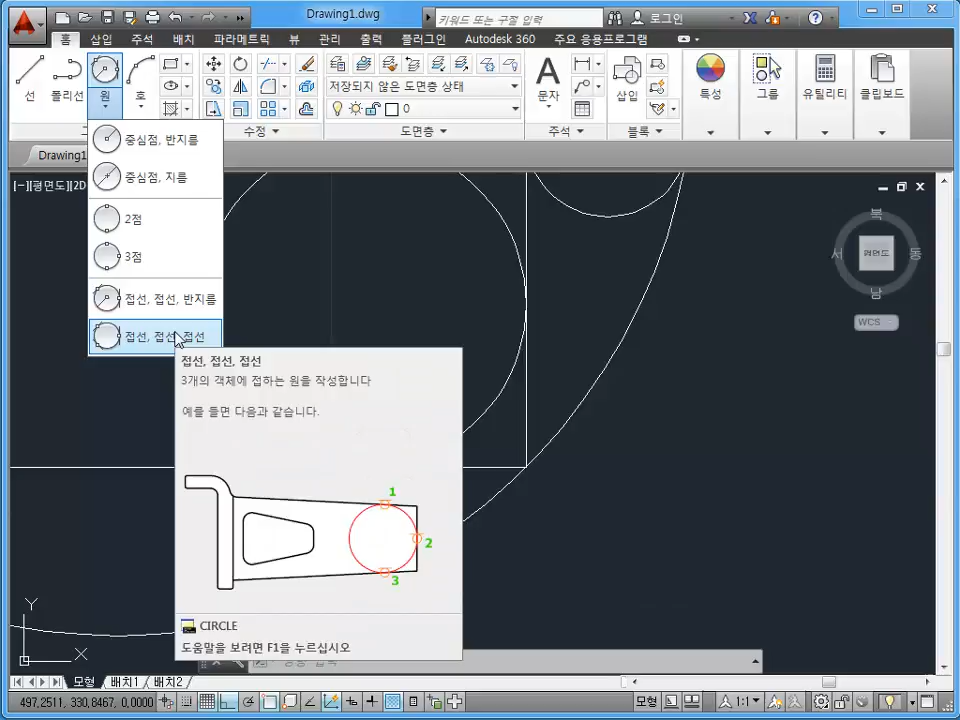 Drawing1.dwg
키워드 또는 구절 입력
로그인
홈 삽입 주석 배치 파라메트릭 뷰 관리 출력 플러그인 Autodesk 360 주요 응용프로그램
선 폴리선 원 호
저장되지 않은 도면층 상태
0
문자 삽입 특성 그룹 유틸리티 클립보드
수정 도면층 주석 블록
Drawing1
[−]평면도][2D
중심점, 반지름
중심점, 지름
2점
3점
접선, 접선, 반지름
접선, 접선, 접선
접선, 접선, 접선
3개의 객체에 접하는 원을 작성합니다
예를 들면 다음과 같습니다.
1
2
3
CIRCLE
도움말을 보려면 F1을 누르십시오
북
서 평면도 동
남
WCS
Y
X
모형 배치1 배치2
497.2511, 330.8467, 0.0000
모형
1:1